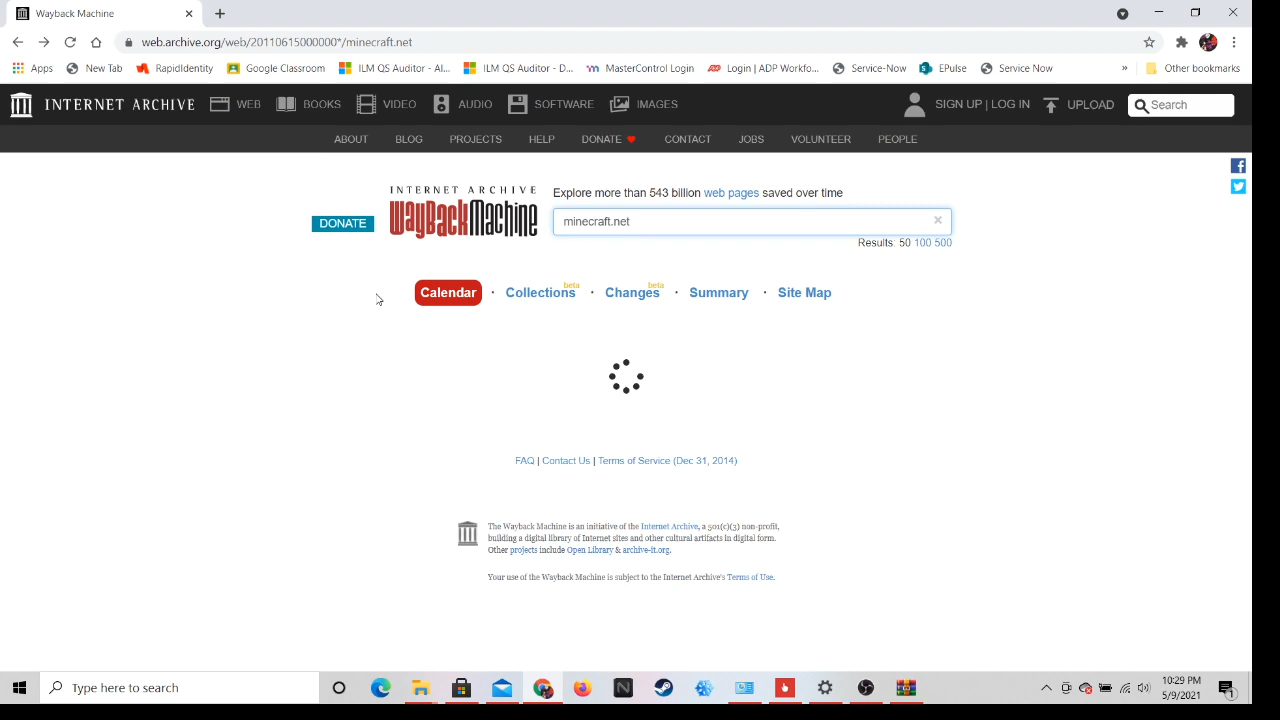 Wayback Machine
web.archive.org/web/20110615000000*/minecraft.net
Apps New Tab RapidIdentity Google Classroom ILM QS Auditor - Al... ILM QS Auditor - D... MasterControl Login Login | ADP Workfo... Service-Now EPulse Service Now » Other bookmarks
INTERNET ARCHIVE WEB BOOKS VIDEO AUDIO SOFTWARE IMAGES SIGN UP | LOG IN UPLOAD Search
ABOUT BLOG PROJECTS HELP DONATE CONTACT JOBS VOLUNTEER PEOPLE
INTERNET ARCHIVE
WayBackMachine
DONATE
Explore more than 543 billion web pages saved over time
minecraft.net
Results: 50 100 500
Calendar · Collections beta · Changes beta · Summary · Site Map
FAQ | Contact Us | Terms of Service (Dec 31, 2014)
The Wayback Machine is an initiative of the Internet Archive, a 501(c)(3) non-profit,
building a digital library of Internet sites and other cultural artifacts in digital form.
Other projects include Open Library & archive-it.org.
Your use of the Wayback Machine is subject to the Internet Archive's Terms of Use.
Type here to search
10:29 PM
5/9/2021
1